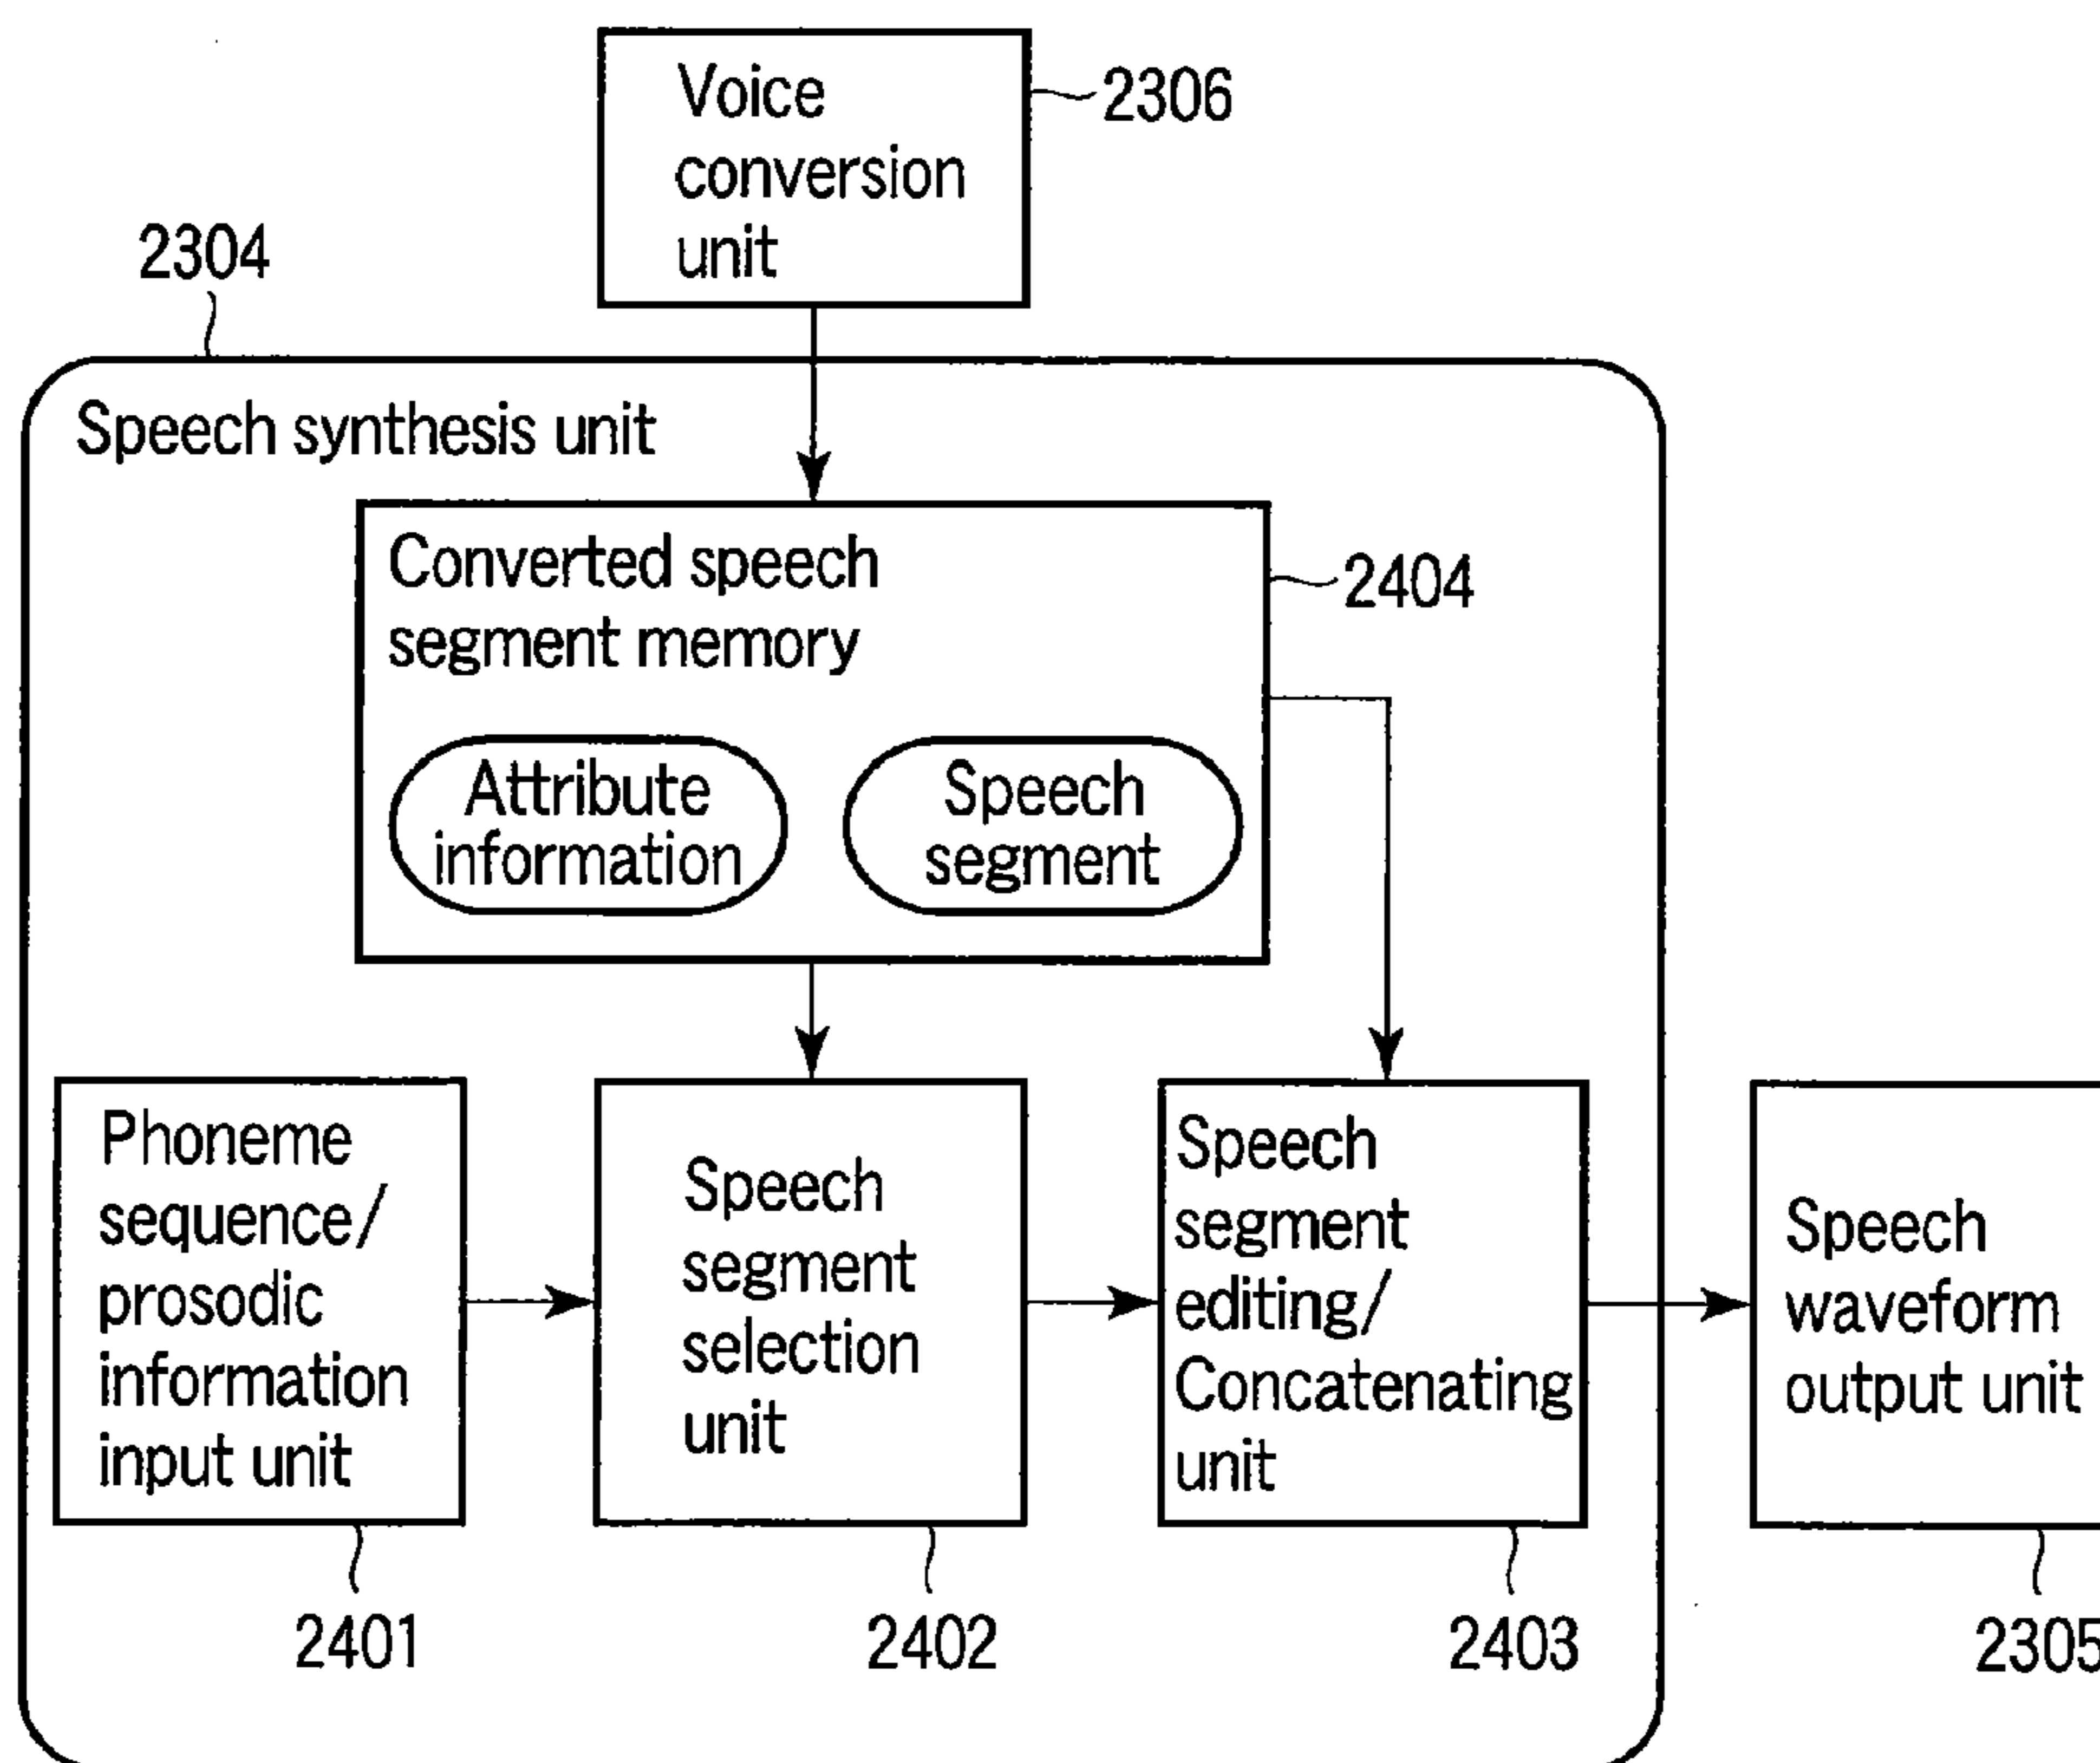 Voice
conversion
unit
2306
2304
Speech synthesis unit
Converted speech
segment memory
2404
Attribute
information
Speech
segment
Phoneme
sequence/
prosodic
information
input unit
Speech
segment
selection
unit
Speech
segment
editing/
Concatenating
unit
Speech
waveform
output unit
2401
2402
2403
2305